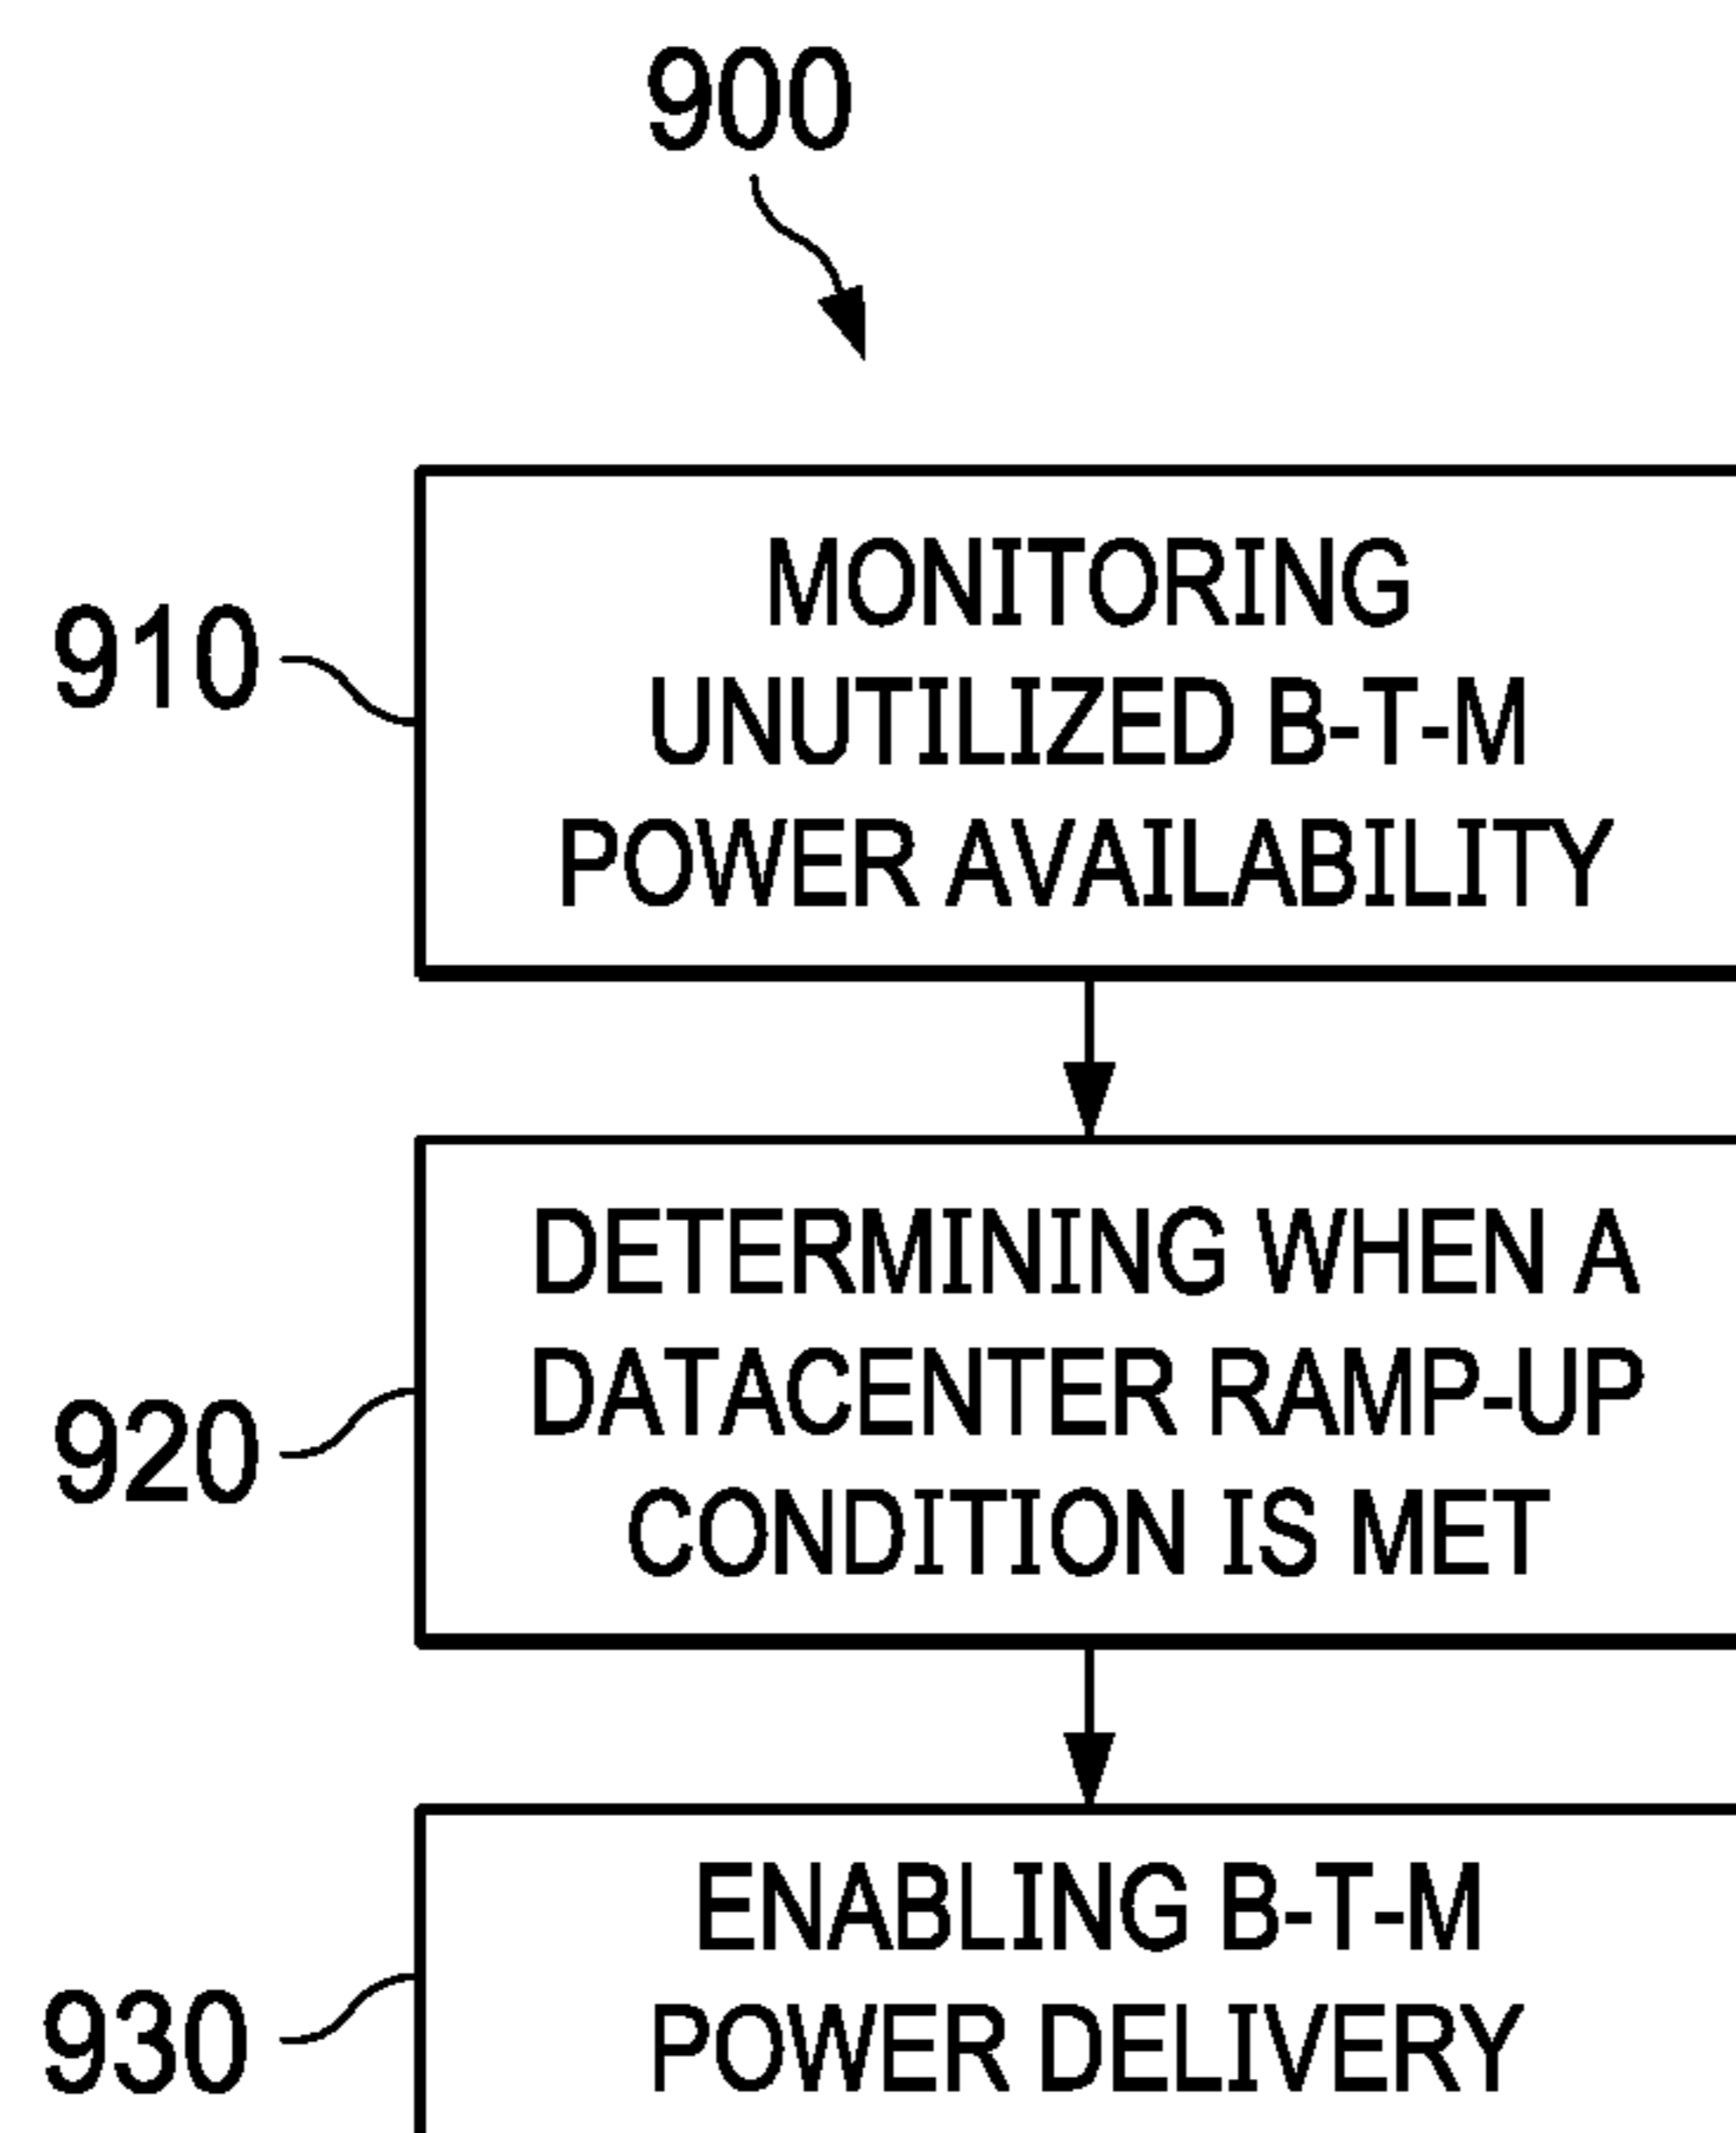 900
910
MONITORING
UNUTILIZED B-T-M
POWER AVAILABILITY
920
DETERMINING WHEN A
DATACENTER RAMP-UP
CONDITION IS MET
930
ENABLING B-T-M
POWER DELIVERY